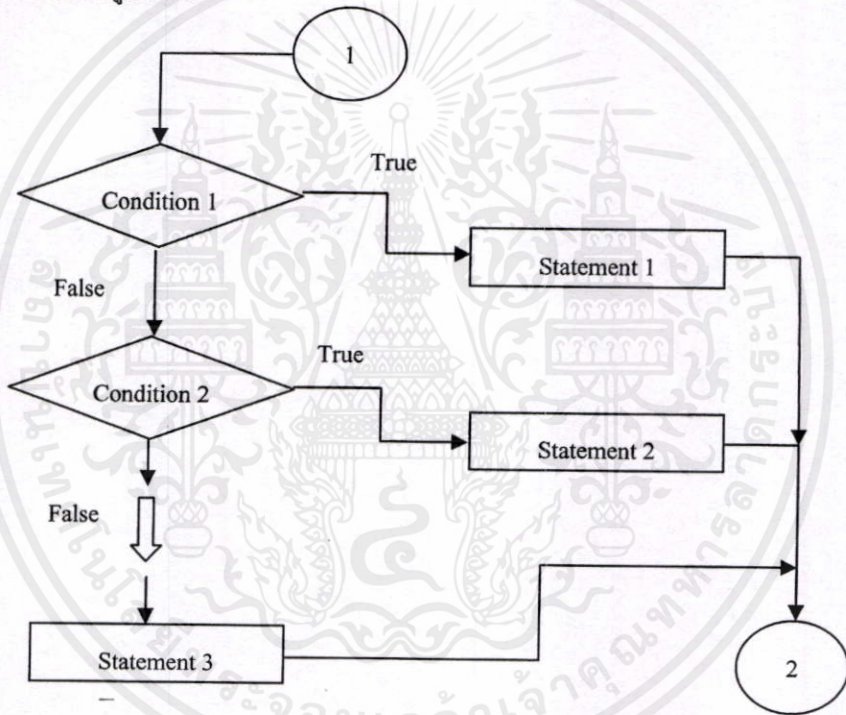 1
Condition 1
True
Statement 1
False
Condition 2
True
Statement 2
False
Statement 3
2